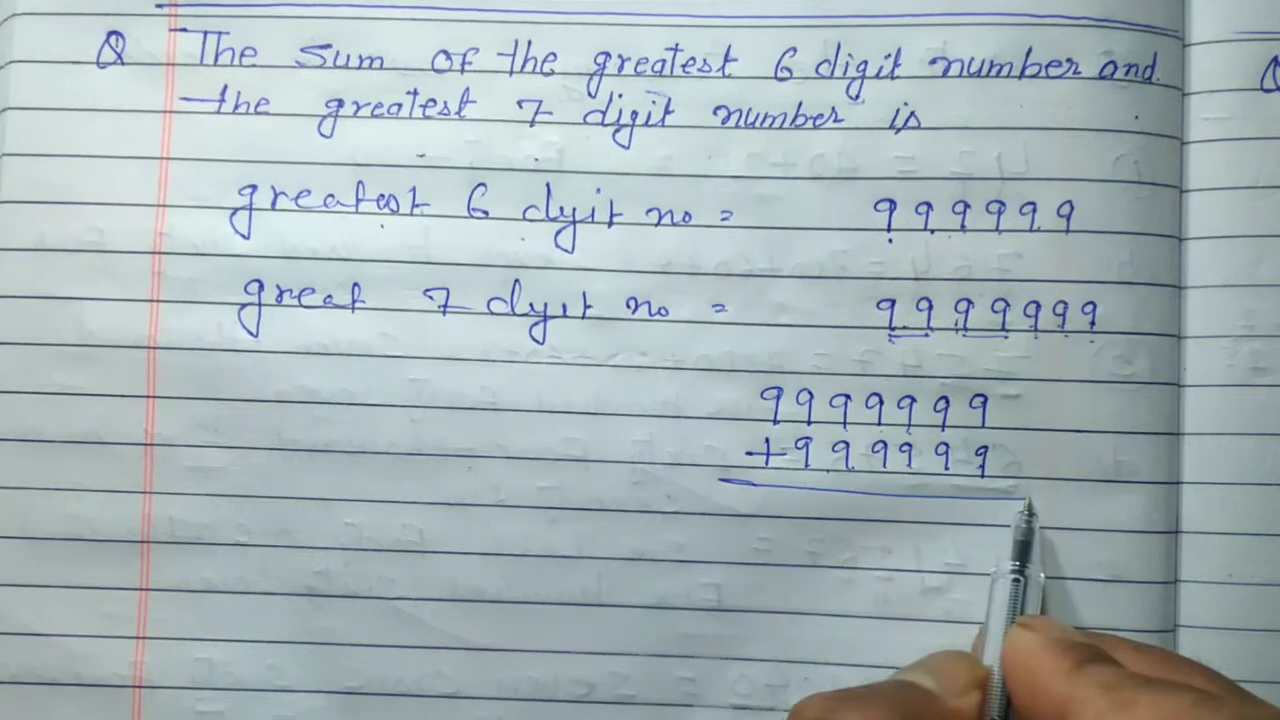 Q The sum of the greatest 6 digit number and
the greatest 7 digit number is
greatest 6 digit no = 999999
great 7 digit no = 9999999
9999999
+999999